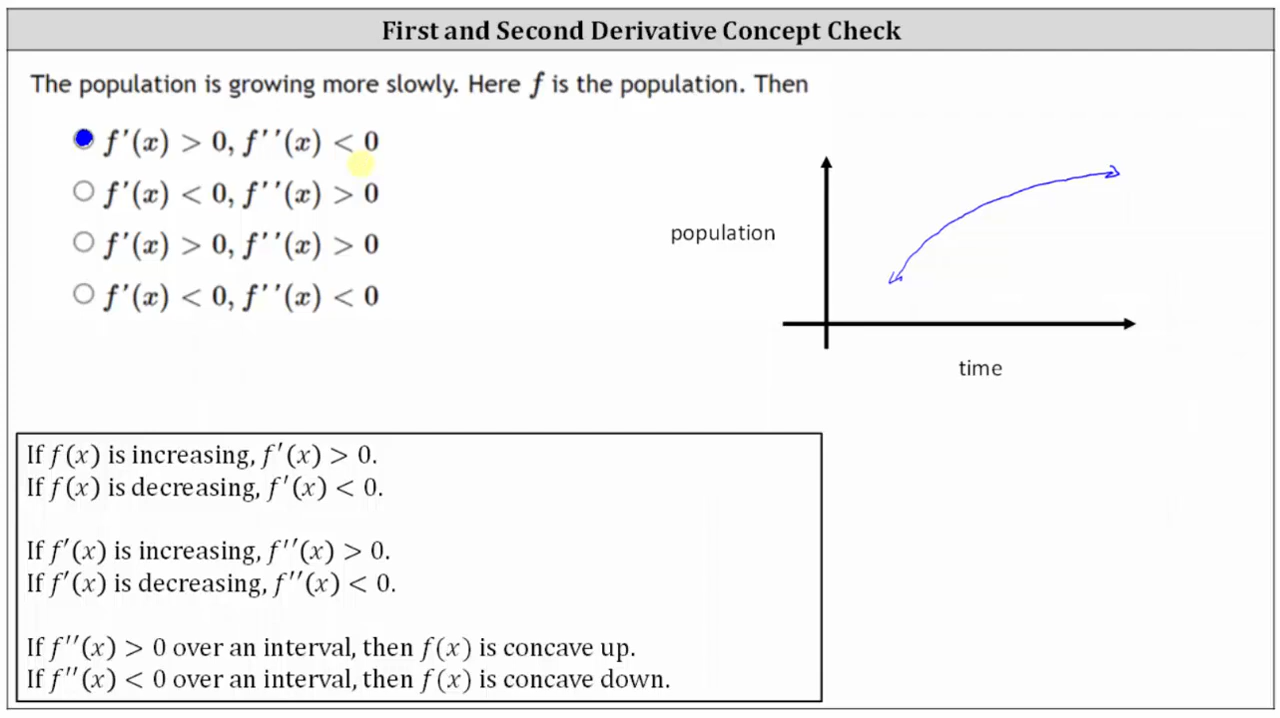 First and Second Derivative Concept Check
The population is growing more slowly. Here f is the population. Then
f'(x) > 0, f''(x) < 0
f'(x) < 0, f''(x) > 0
f'(x) > 0, f''(x) > 0
f'(x) < 0, f''(x) < 0
population
time
If f(x) is increasing, f′(x) > 0.
If f(x) is decreasing, f′(x) < 0.
If f′(x) is increasing, f′′(x) > 0.
If f′(x) is decreasing, f′′(x) < 0.
If f′′(x) > 0 over an interval, then f(x) is concave up.
If f′′(x) < 0 over an interval, then f(x) is concave down.